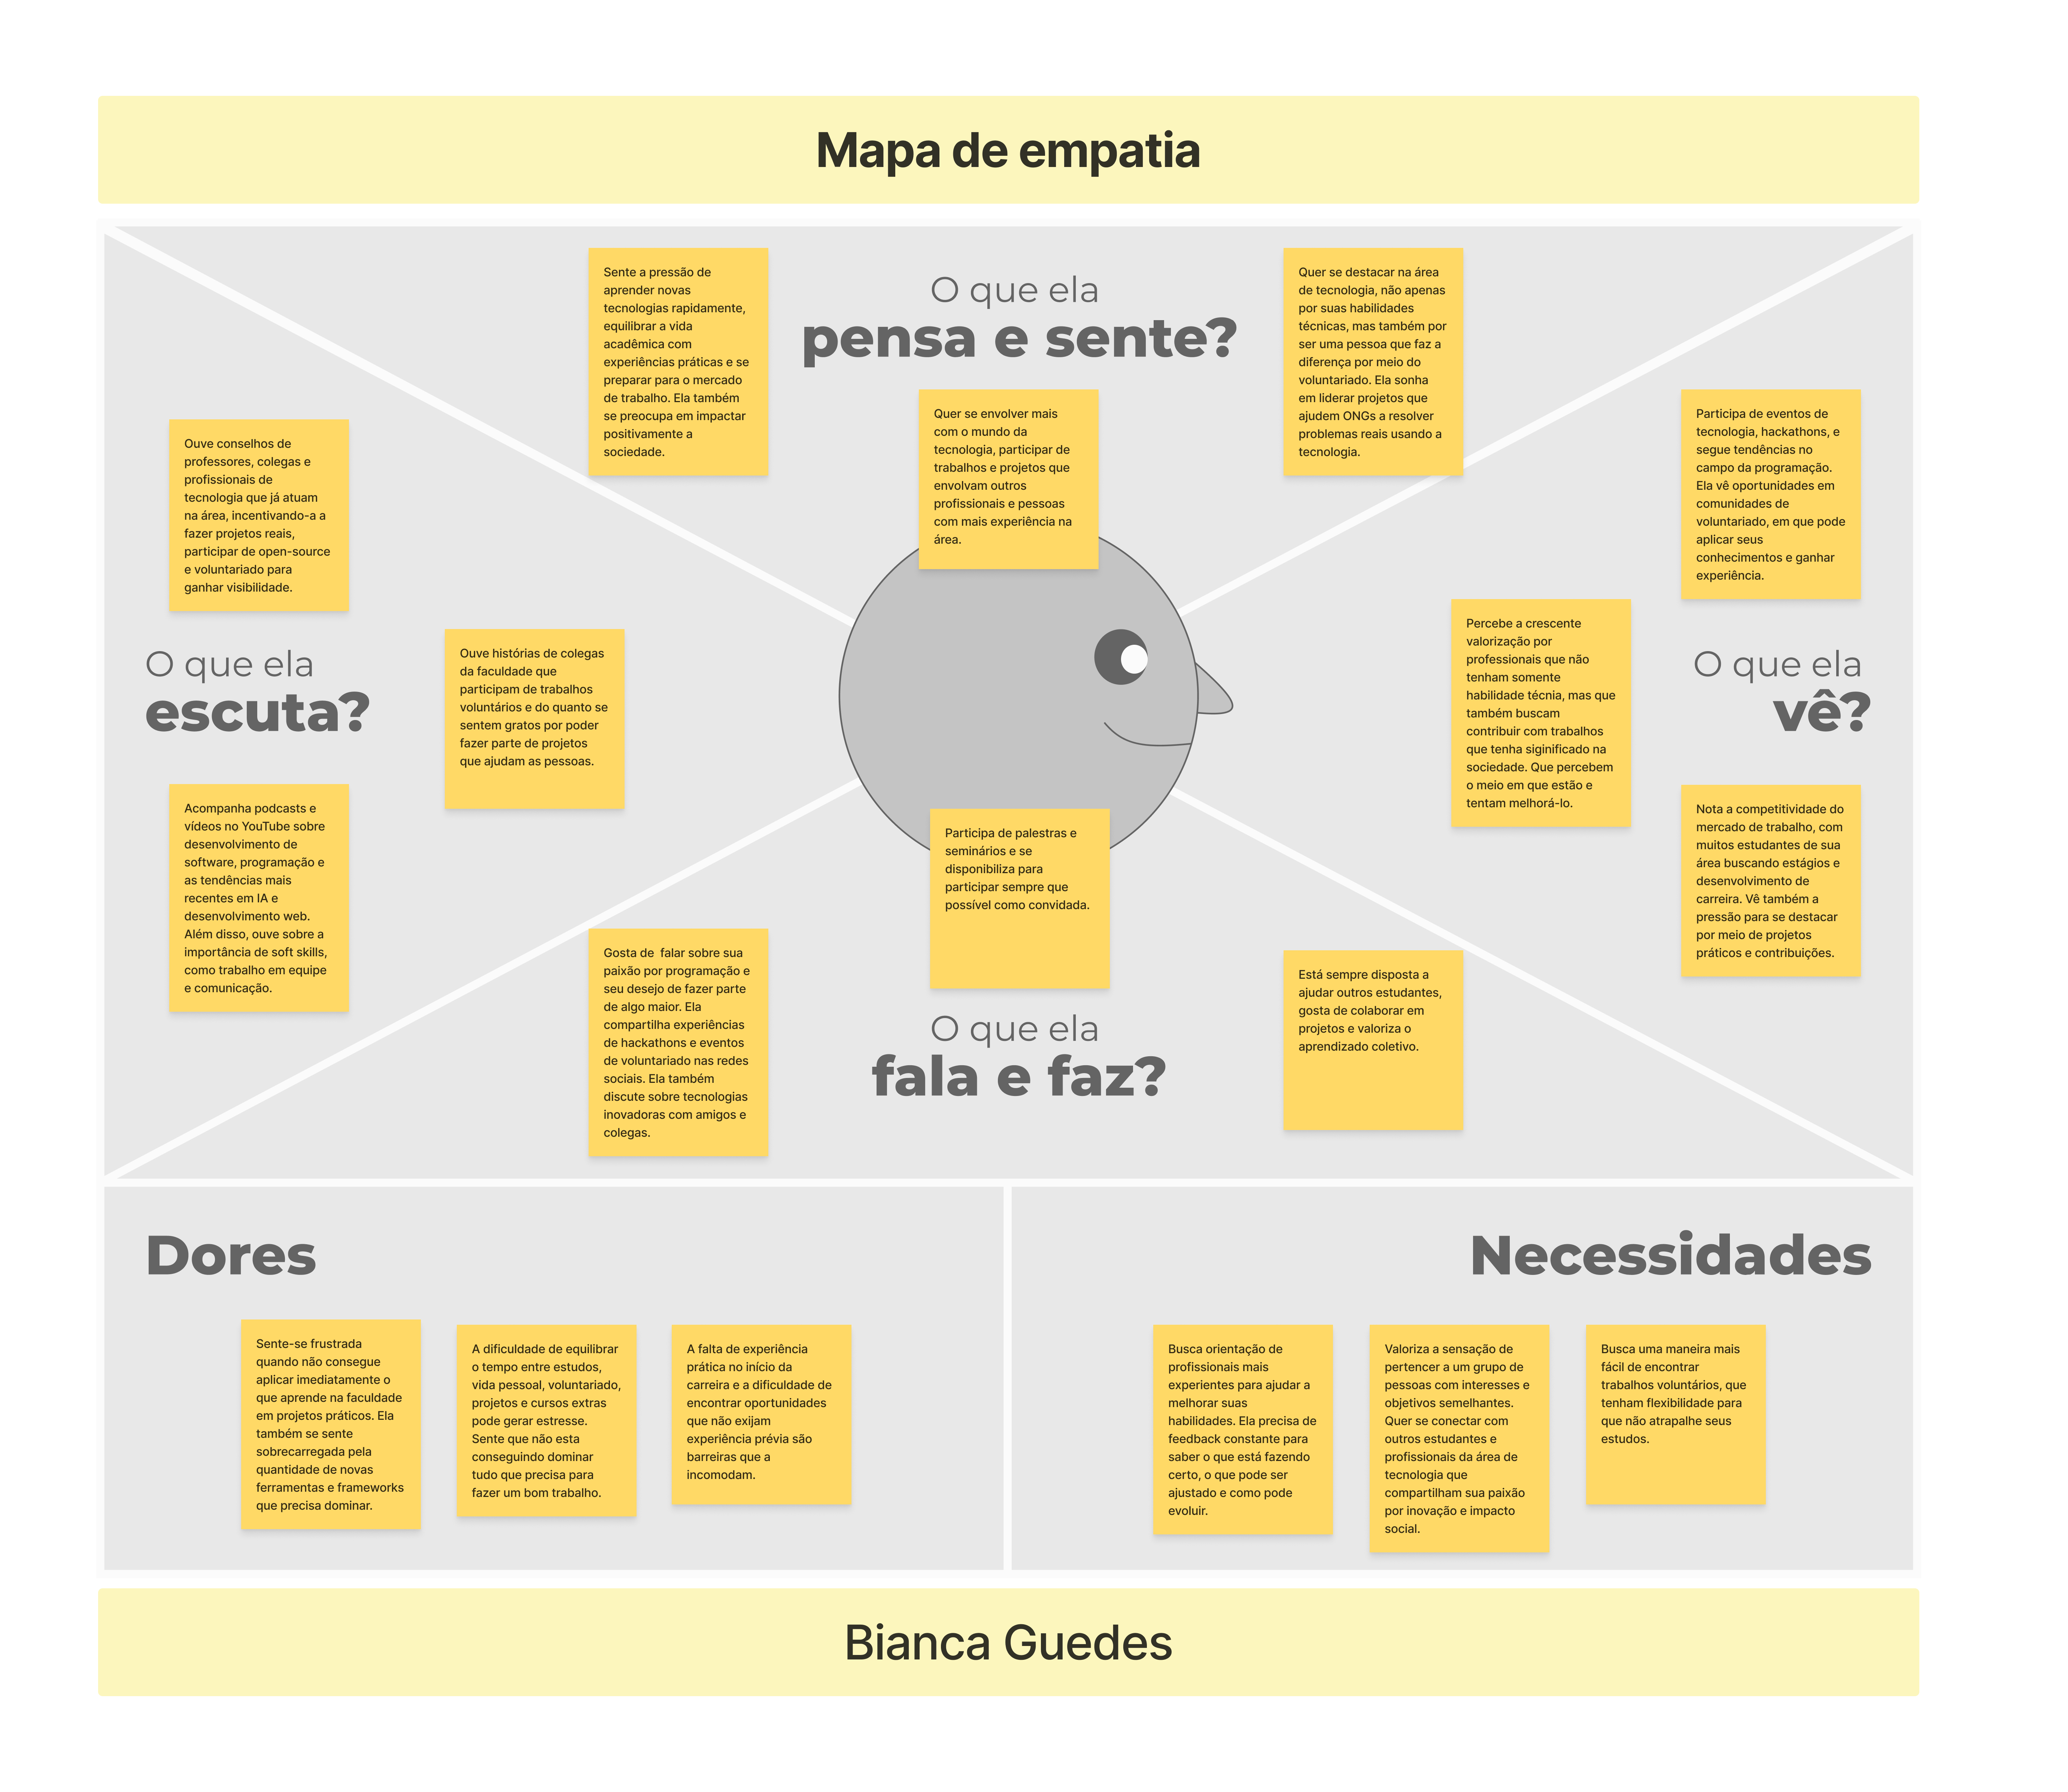 Mapa de empatia
O que ela
pensa e sente?
Sente a pressão de
aprender novas
tecnologias rapidamente,
equilibrar a vida
acadêmica com
experiências práticas e se
preparar para o mercado
de trabalho. Ela também
se preocupa em impactar
positivamente a
sociedade.
Quer se envolver mais
com o mundo da
tecnologia, participar de
trabalhos e projetos que
envolvam outros
profissionais e pessoas
com mais experiência na
área.
Quer se destacar na área
de tecnologia, não apenas
por suas habilidades
técnicas, mas também por
ser uma pessoa que faz a
diferença por meio do
voluntariado. Ela sonha
em liderar projetos que
ajudem ONGs a resolver
problemas reais usando a
tecnologia.
Ouve conselhos de
professores, colegas e
profissionais de
tecnologia que já atuam
na área, incentivando-a a
fazer projetos reais,
participar de open-source
e voluntariado para
ganhar visibilidade.
O que ela
escuta?
Ouve histórias de colegas
da faculdade que
participam de trabalhos
voluntários e do quanto se
sentem gratos por poder
fazer parte de projetos
que ajudam as pessoas.
Acompanha podcasts e
vídeos no YouTube sobre
desenvolvimento de
software, programação e
as tendências mais
recentes em IA e
desenvolvimento web.
Além disso, ouve sobre a
importância de soft skills,
como trabalho em equipe
e comunicação.
Participa de eventos de
tecnologia, hackathons, e
segue tendências no
campo da programação.
Ela vê oportunidades em
comunidades de
voluntariado, em que pode
aplicar seus
conhecimentos e ganhar
experiência.
Percebe a crescente
valorização por
professionais que não
tenham somente
habilidade técnia, mas que
também buscam
contribuir com trabalhos
que tenha siginificado na
sociedade. Que percebem
o meio em que estão e
tentam melhorá-lo.
O que ela
vê?
Nota a competitividade do
mercado de trabalho, com
muitos estudantes de sua
área buscando estágios e
desenvolvimento de
carreira. Vê também a
pressão para se destacar
por meio de projetos
práticos e contribuições.
Participa de palestras e
seminários e se
disponibiliza para
participar sempre que
possível como convidada.
O que ela
fala e faz?
Gosta de  falar sobre sua
paixão por programação e
seu desejo de fazer parte
de algo maior. Ela
compartilha experiências
de hackathons e eventos
de voluntariado nas redes
sociais. Ela também
discute sobre tecnologias
inovadoras com amigos e
colegas.
Está sempre disposta a
ajudar outros estudantes,
gosta de colaborar em
projetos e valoriza o
aprendizado coletivo.
Dores
Sente-se frustrada
quando não consegue
aplicar imediatamente o
que aprende na faculdade
em projetos práticos. Ela
também se sente
sobrecarregada pela
quantidade de novas
ferramentas e frameworks
que precisa dominar.
A dificuldade de equilibrar
o tempo entre estudos,
vida pessoal, voluntariado,
projetos e cursos extras
pode gerar estresse.
Sente que não esta
conseguindo dominar
tudo que precisa para
fazer um bom trabalho.
A falta de experiência
prática no início da
carreira e a dificuldade de
encontrar oportunidades
que não exijam
experiência prévia são
barreiras que a
incomodam.
Necessidades
Busca orientação de
profissionais mais
experientes para ajudar a
melhorar suas
habilidades. Ela precisa de
feedback constante para
saber o que está fazendo
certo, o que pode ser
ajustado e como pode
evoluir.
Valoriza a sensação de
pertencer a um grupo de
pessoas com interesses e
objetivos semelhantes.
Quer se conectar com
outros estudantes e
profissionais da área de
tecnologia que
compartilham sua paixão
por inovação e impacto
social.
Busca uma maneira mais
fácil de encontrar
trabalhos voluntários, que
tenham flexibilidade para
que não atrapalhe seus
estudos.
Bianca Guedes